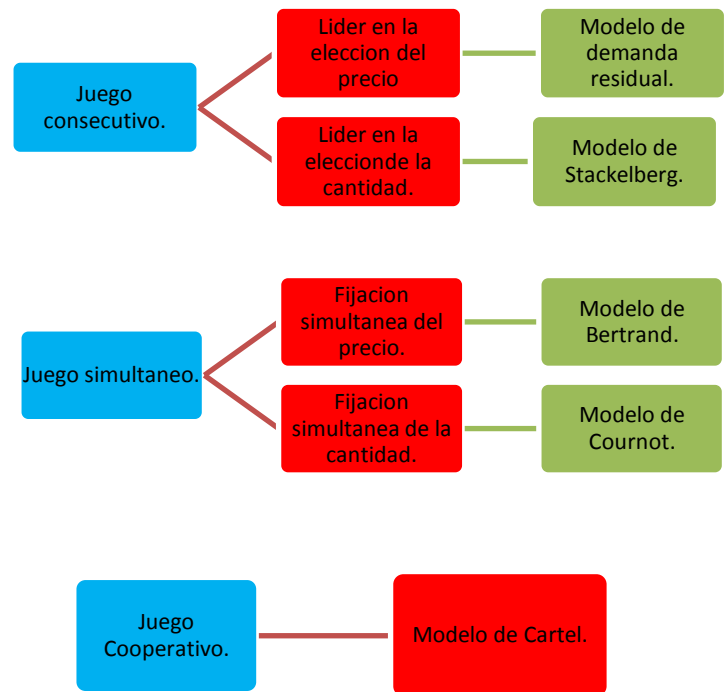 Juego
consecutivo.
Lider en la
eleccion del
precio
Modelo de
demanda
residual.
Lider en la
eleccionde la
cantidad.
Modelo de
Stackelberg.
Juego simultaneo.
Fijacion
simultanea del
precio.
Modelo de
Bertrand.
Fijacion
simultanea de la
cantidad.
Modelo de
Cournot.
Juego
Cooperativo.
Modelo de Cartel.